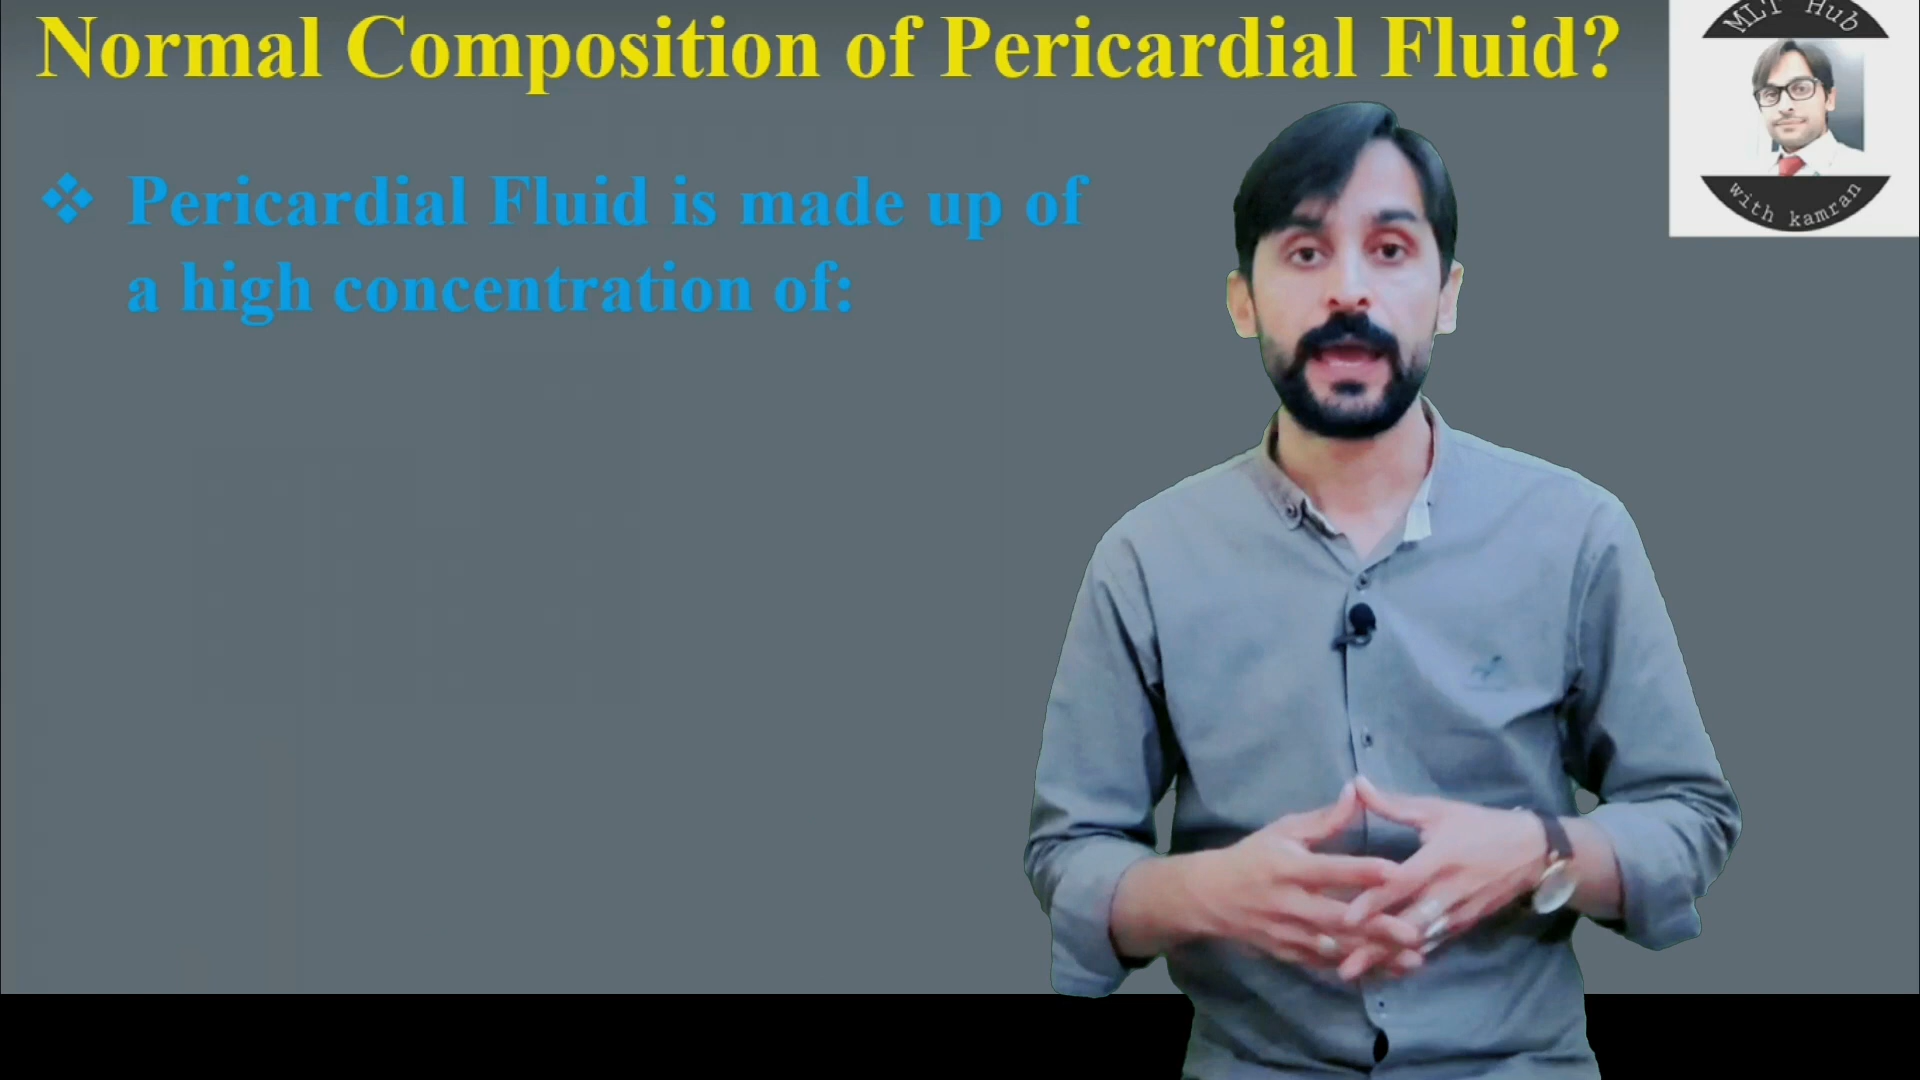 Normal Composition of Pericardial Fluid?
MLT Hub
with kamran
❖ Pericardial Fluid is made up of
a high concentration of: